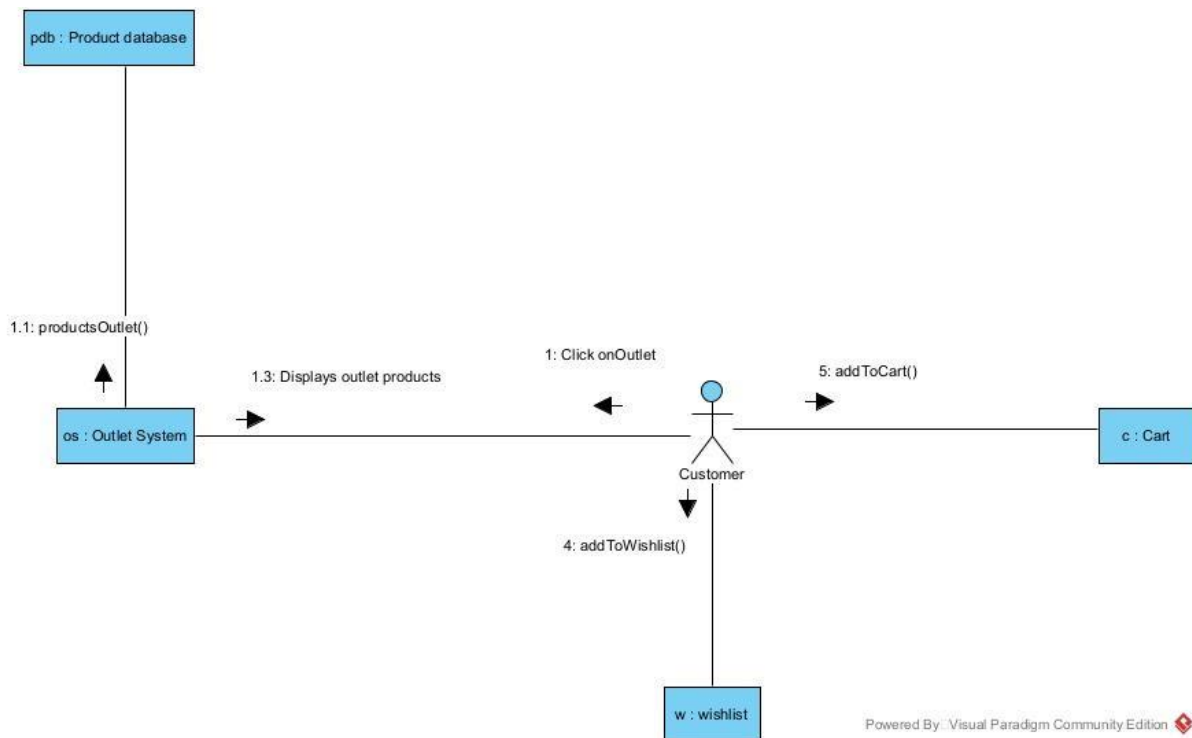 pdb : Product database
1.1: productsOutlet()
1.3: Displays outlet products
1: Click onOutlet
5: addToCart()
os : Outlet System
c : Cart
Customer
4: addToWishlist()
w : wishlist
Powered By Visual Paradigm Community Edition